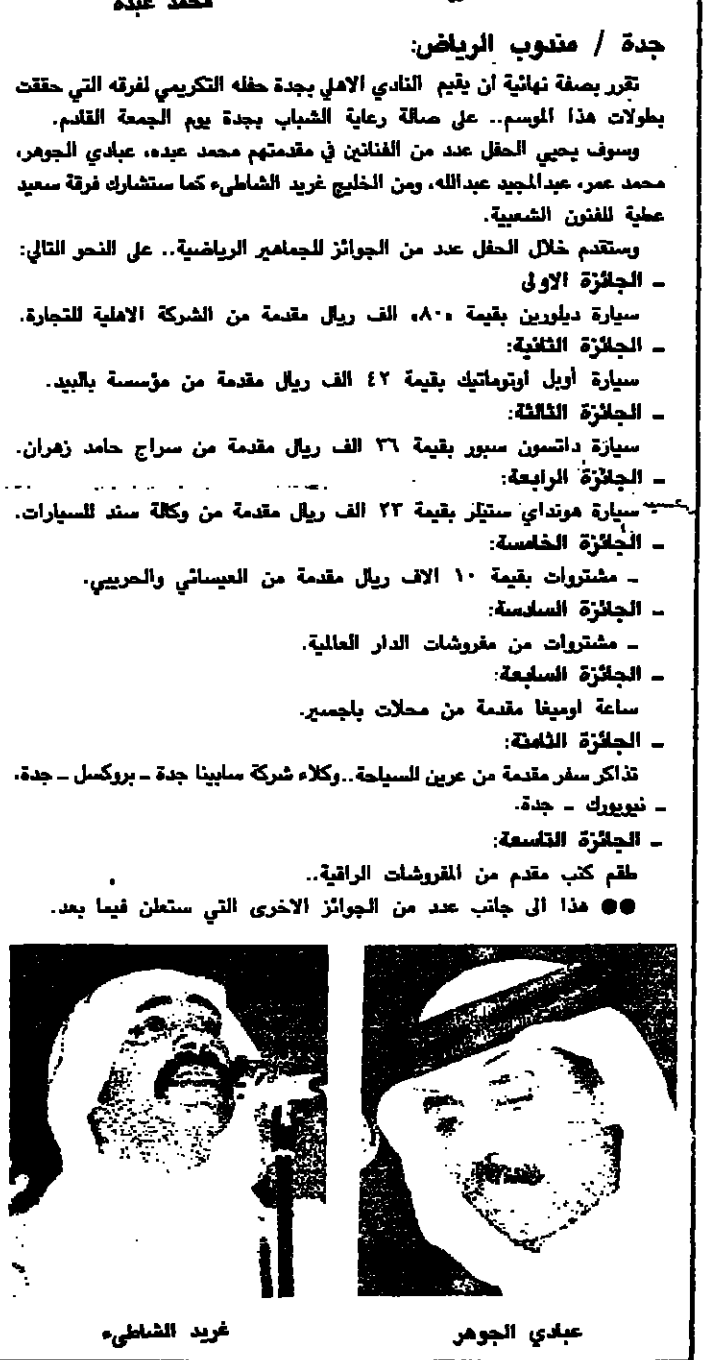 محمد عبده
جدة / مندوب الرياض:
تقرر بصفة نهائية ان يقيم النادي الاهلي بجدة حفله التكريمي لفرقه التي حققت
بطولات هذا الموسم.. على صالة رعاية الشباب بجدة يوم الجمعة القادم.
وسوف يحيي الحفل عدد من الفنانين في مقدمتهم محمد عبده، عبادي الجوهر،
محمد عمر، عبدالمجيد عبدالله، ومن الخليج غريد الشاطىء كما ستشارك فرقة سعيد
عطية للفنون الشعبية.
وستقدم خلال الحفل عدد من الجوائز للجماهير الرياضية.. على النحو التالي:
ـ الجائزة الاولى
سيارة ديلورين بقيمة «٨٠» الف ريال مقدمة من الشركة الاهلية للتجارة.
ـ الجائزة الثانية:
سيارة أوبل اوتوماتيك بقيمة ٤٢ الف ريال مقدمة من مؤسسة بالبيد.
ـ الجائزة الثالثة:
سيارة داتسون سبور بقيمة ٣٦ الف ريال مقدمة من سراج حامد زهران.
ـ الجائزة الرابعة:
سيارة هونداي ستيلر بقيمة ٢٣ الف ريال مقدمة من وكالة سند للسيارات.
ـ الجائزة الخامسة:
ـ مشتروات بقيمة ١٠ الاف ريال مقدمة من العيسائي والحريبي.
ـ الجائزة السادسة:
ـ مشتروات من مفروشات الدار العالمية.
ـ الجائزة السابعة:
ساعة اوميغا مقدمة من محلات باجسير.
ـ الجائزة الثامنة:
تذاكر سفر مقدمة من عرين للسياحة..وكلاء شركة سابينا جدة ـ بروكسل ـ جدة.
ـ نيويورك ـ جدة.
ـ الجائزة التاسعة:
طقم كنب مقدم من المفروشات الراقية..
●● هذا الى جانب عدد من الجوائز الاخرى التي ستعلن فيما بعد.
عبادي الجوهر
غريد الشاطىء